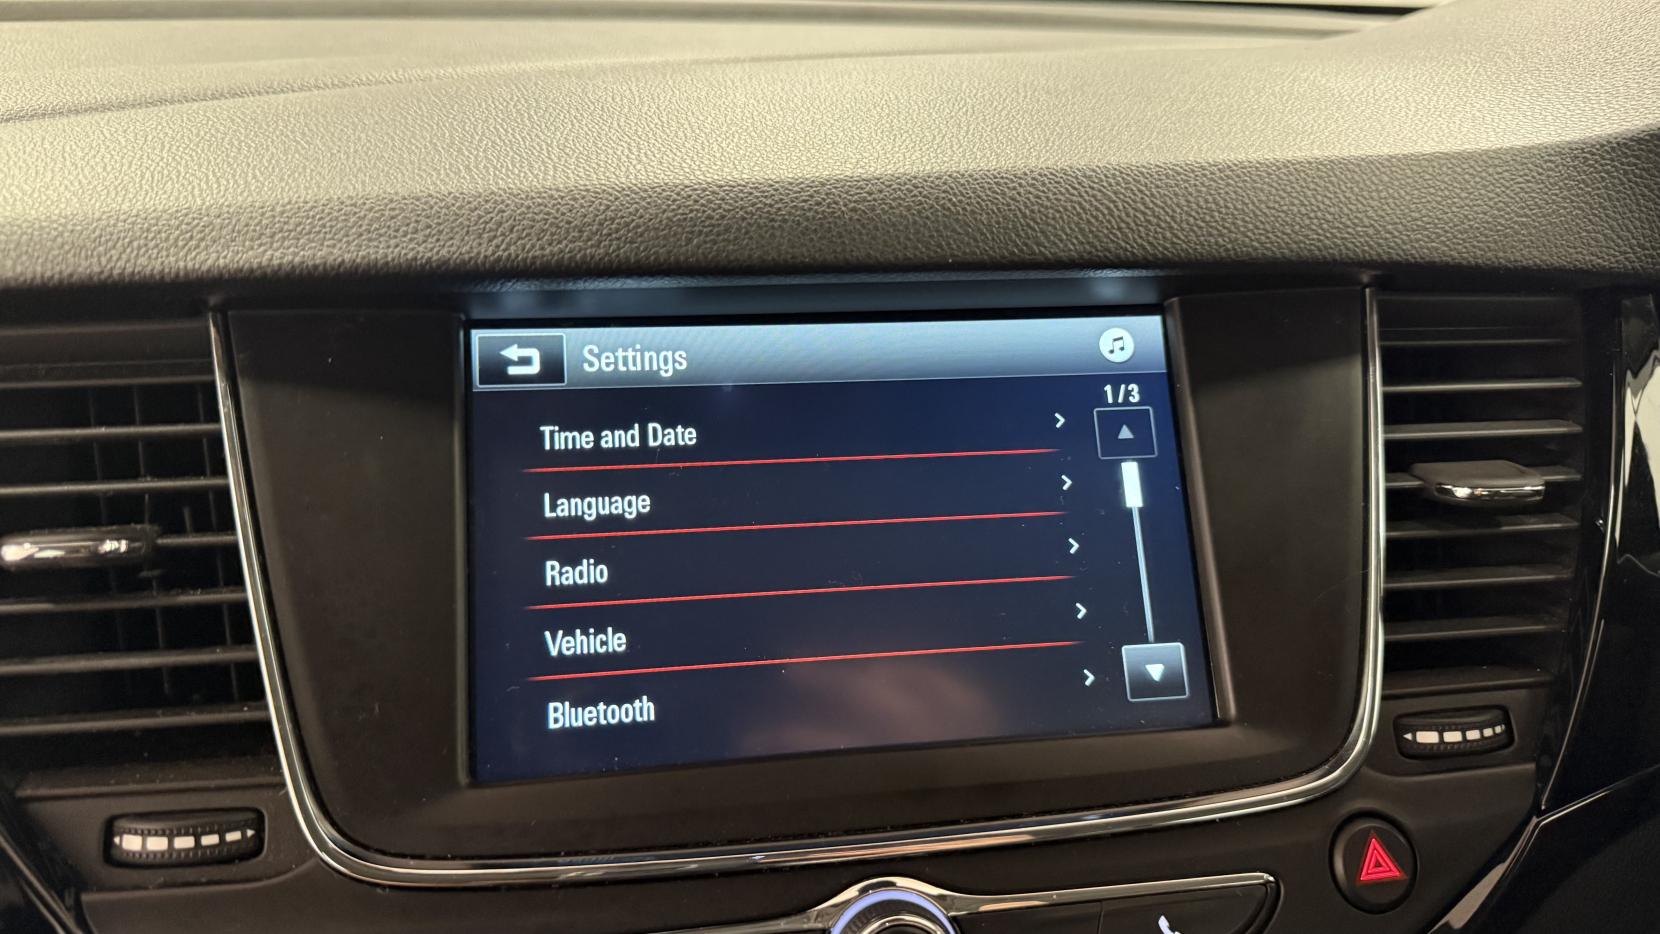 Settings
1/3
Time and Date
Language
Radio
Vehicle
Bluetooth